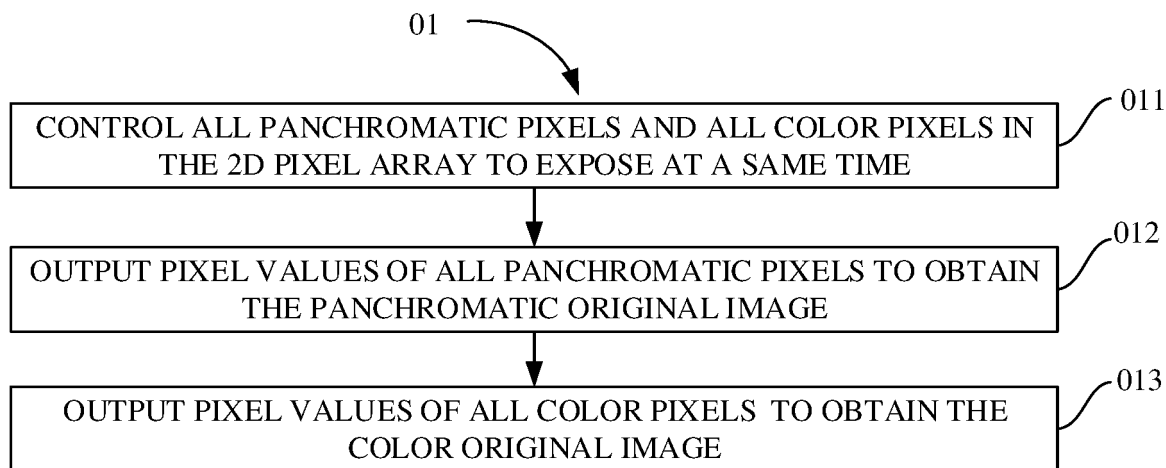 01
011
CONTROL ALL PANCHROMATIC PIXELS AND ALL COLOR PIXELS IN
THE 2D PIXEL ARRAY TO EXPOSE AT A SAME TIME
012
OUTPUT PIXEL VALUES OF ALL PANCHROMATIC PIXELS TO OBTAIN
THE PANCHROMATIC ORIGINAL IMAGE
013
OUTPUT PIXEL VALUES OF ALL COLOR PIXELS TO OBTAIN THE
COLOR ORIGINAL IMAGE